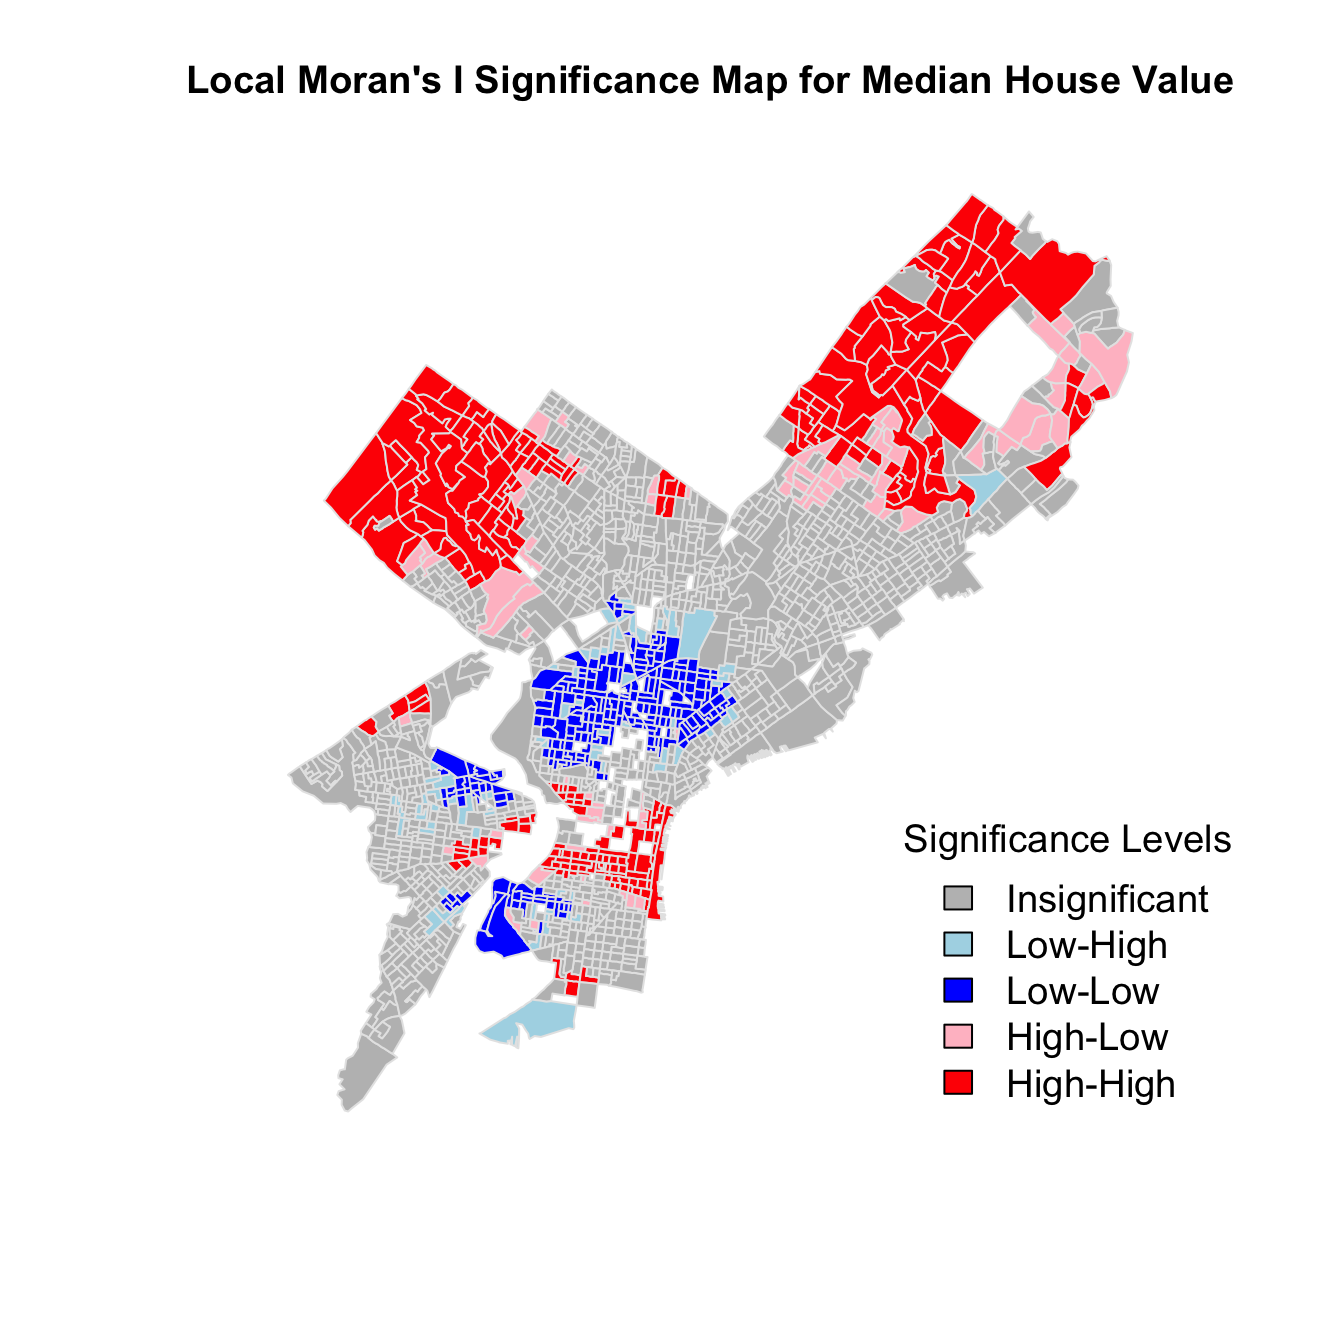 Local Moran's I Significance Map for Median House Value
Significance Levels
Insignificant
Low-High
Low-Low
High-Low
High-High